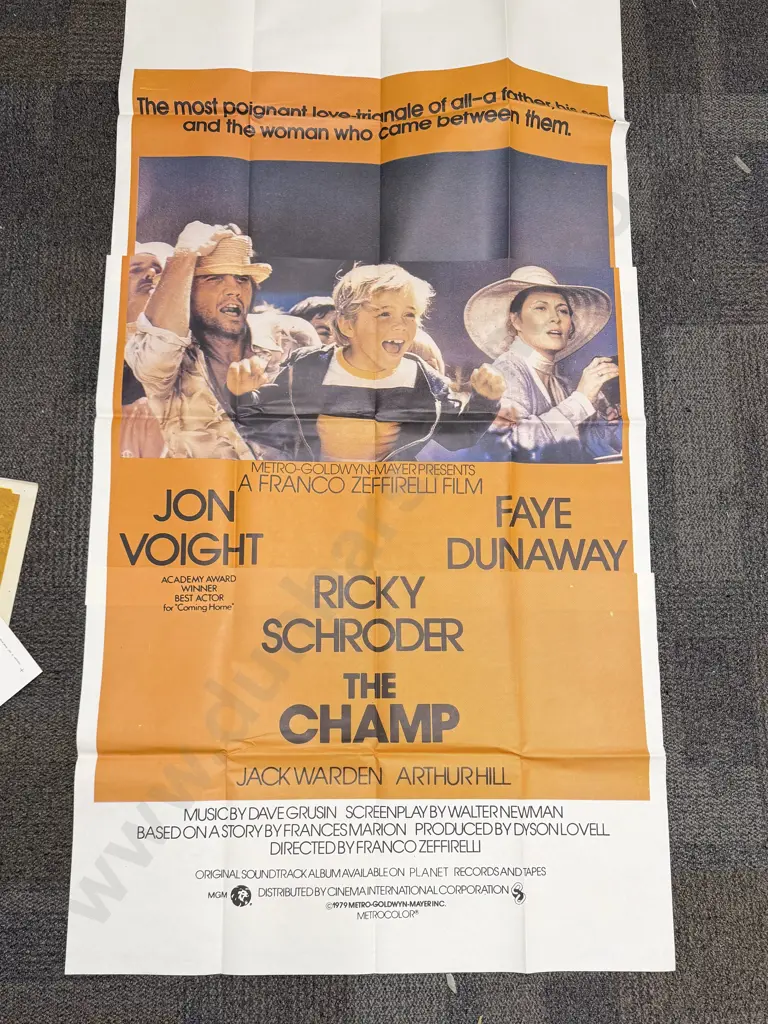 The most poignant love-triangle of all–a father, his son
and the woman who came between them.
METRO-GOLDWYN-MAYER PRESENTS
A FRANCO ZEFFIRELLI FILM
JON
VOIGHT
ACADEMY AWARD
WINNER
BEST ACTOR
for "Coming Home"
FAYE
DUNAWAY
RICKY
SCHRODER
THE
CHAMP
JACK WARDEN ARTHUR HILL
MUSIC BY DAVE GRUSIN SCREENPLAY BY WALTER NEWMAN
BASED ON A STORY BY FRANCES MARION PRODUCED BY DYSON LOVELL
DIRECTED BY FRANCO ZEFFIRELLI
ORIGINAL SOUNDTRACK ALBUM AVAILABLE ON PLANET RECORDS AND TAPES
MGM DISTRIBUTED BY CINEMA INTERNATIONAL CORPORATION
©1979 METRO-GOLDWYN-MAYER INC.
METROCOLOR®